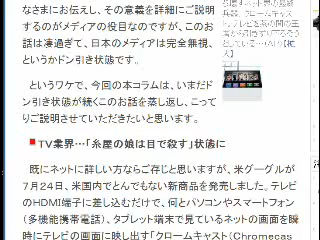 なさまにお伝えし、その意義を詳細にご説明
するのがメディアの役目なのですが、このお
話は凄過ぎて、日本のメディアは完全無視、
というかドン引き状態です。
というワケで、今回の本コラムは、いまだド
ン引き状態が続くこのお話を蒸し返し、こって
りご説明させていただきたいと思います。
■TV業界…「糸屋の娘は目で殺す」状態に
既にネットに詳しい方ならご存じと思いますが、米グーグルが
7月24日、米国内でとんでもない新商品を発売しました。テレビ
のHDMI端子に差し込むだけで、何とパソコンやスマートフォン
(多機能携帯電話)、タブレット端末で見ているネットの画面を瞬
時にテレビの画面に映し出す「クロームキャスト(Chromecas